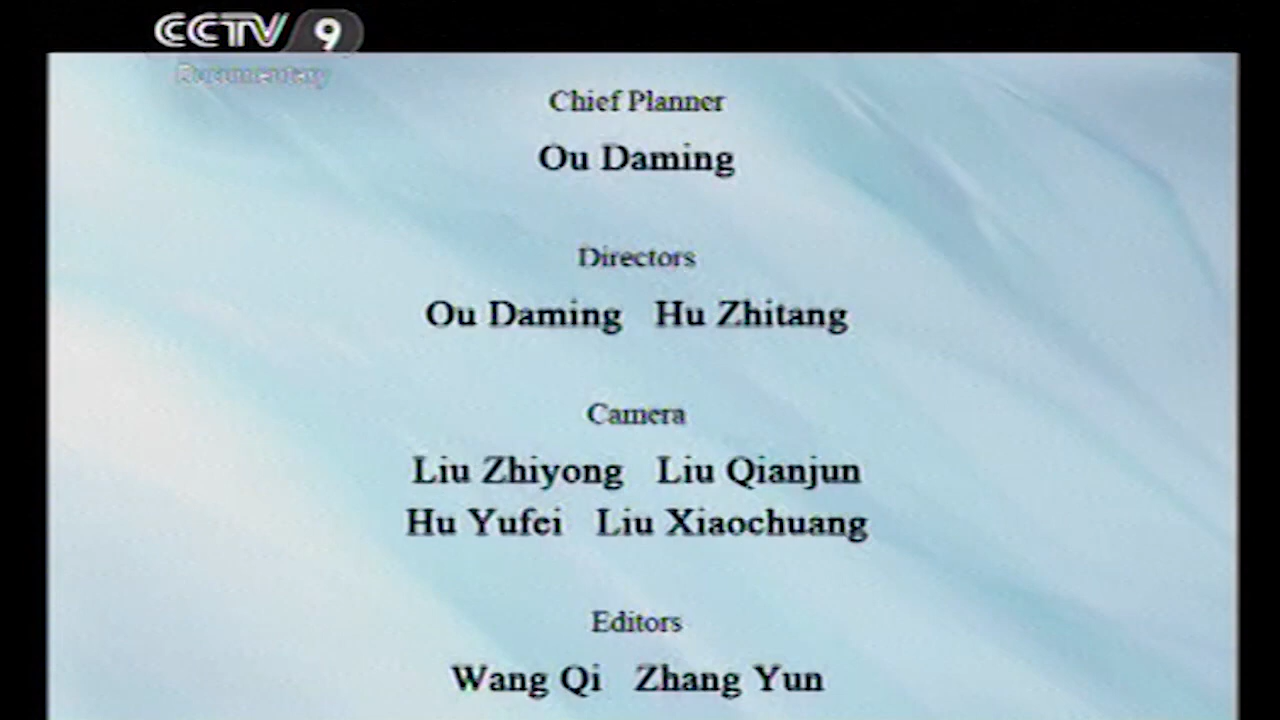 CCTV 9
Documentary
Chief Planner
Ou Daming
Directors
Ou Daming Hu Zhitang
Camera
Liu Zhiyong Liu Qianjun
Hu Yufei Liu Xiaochuang
Editors
Wang Qi Zhang Yun